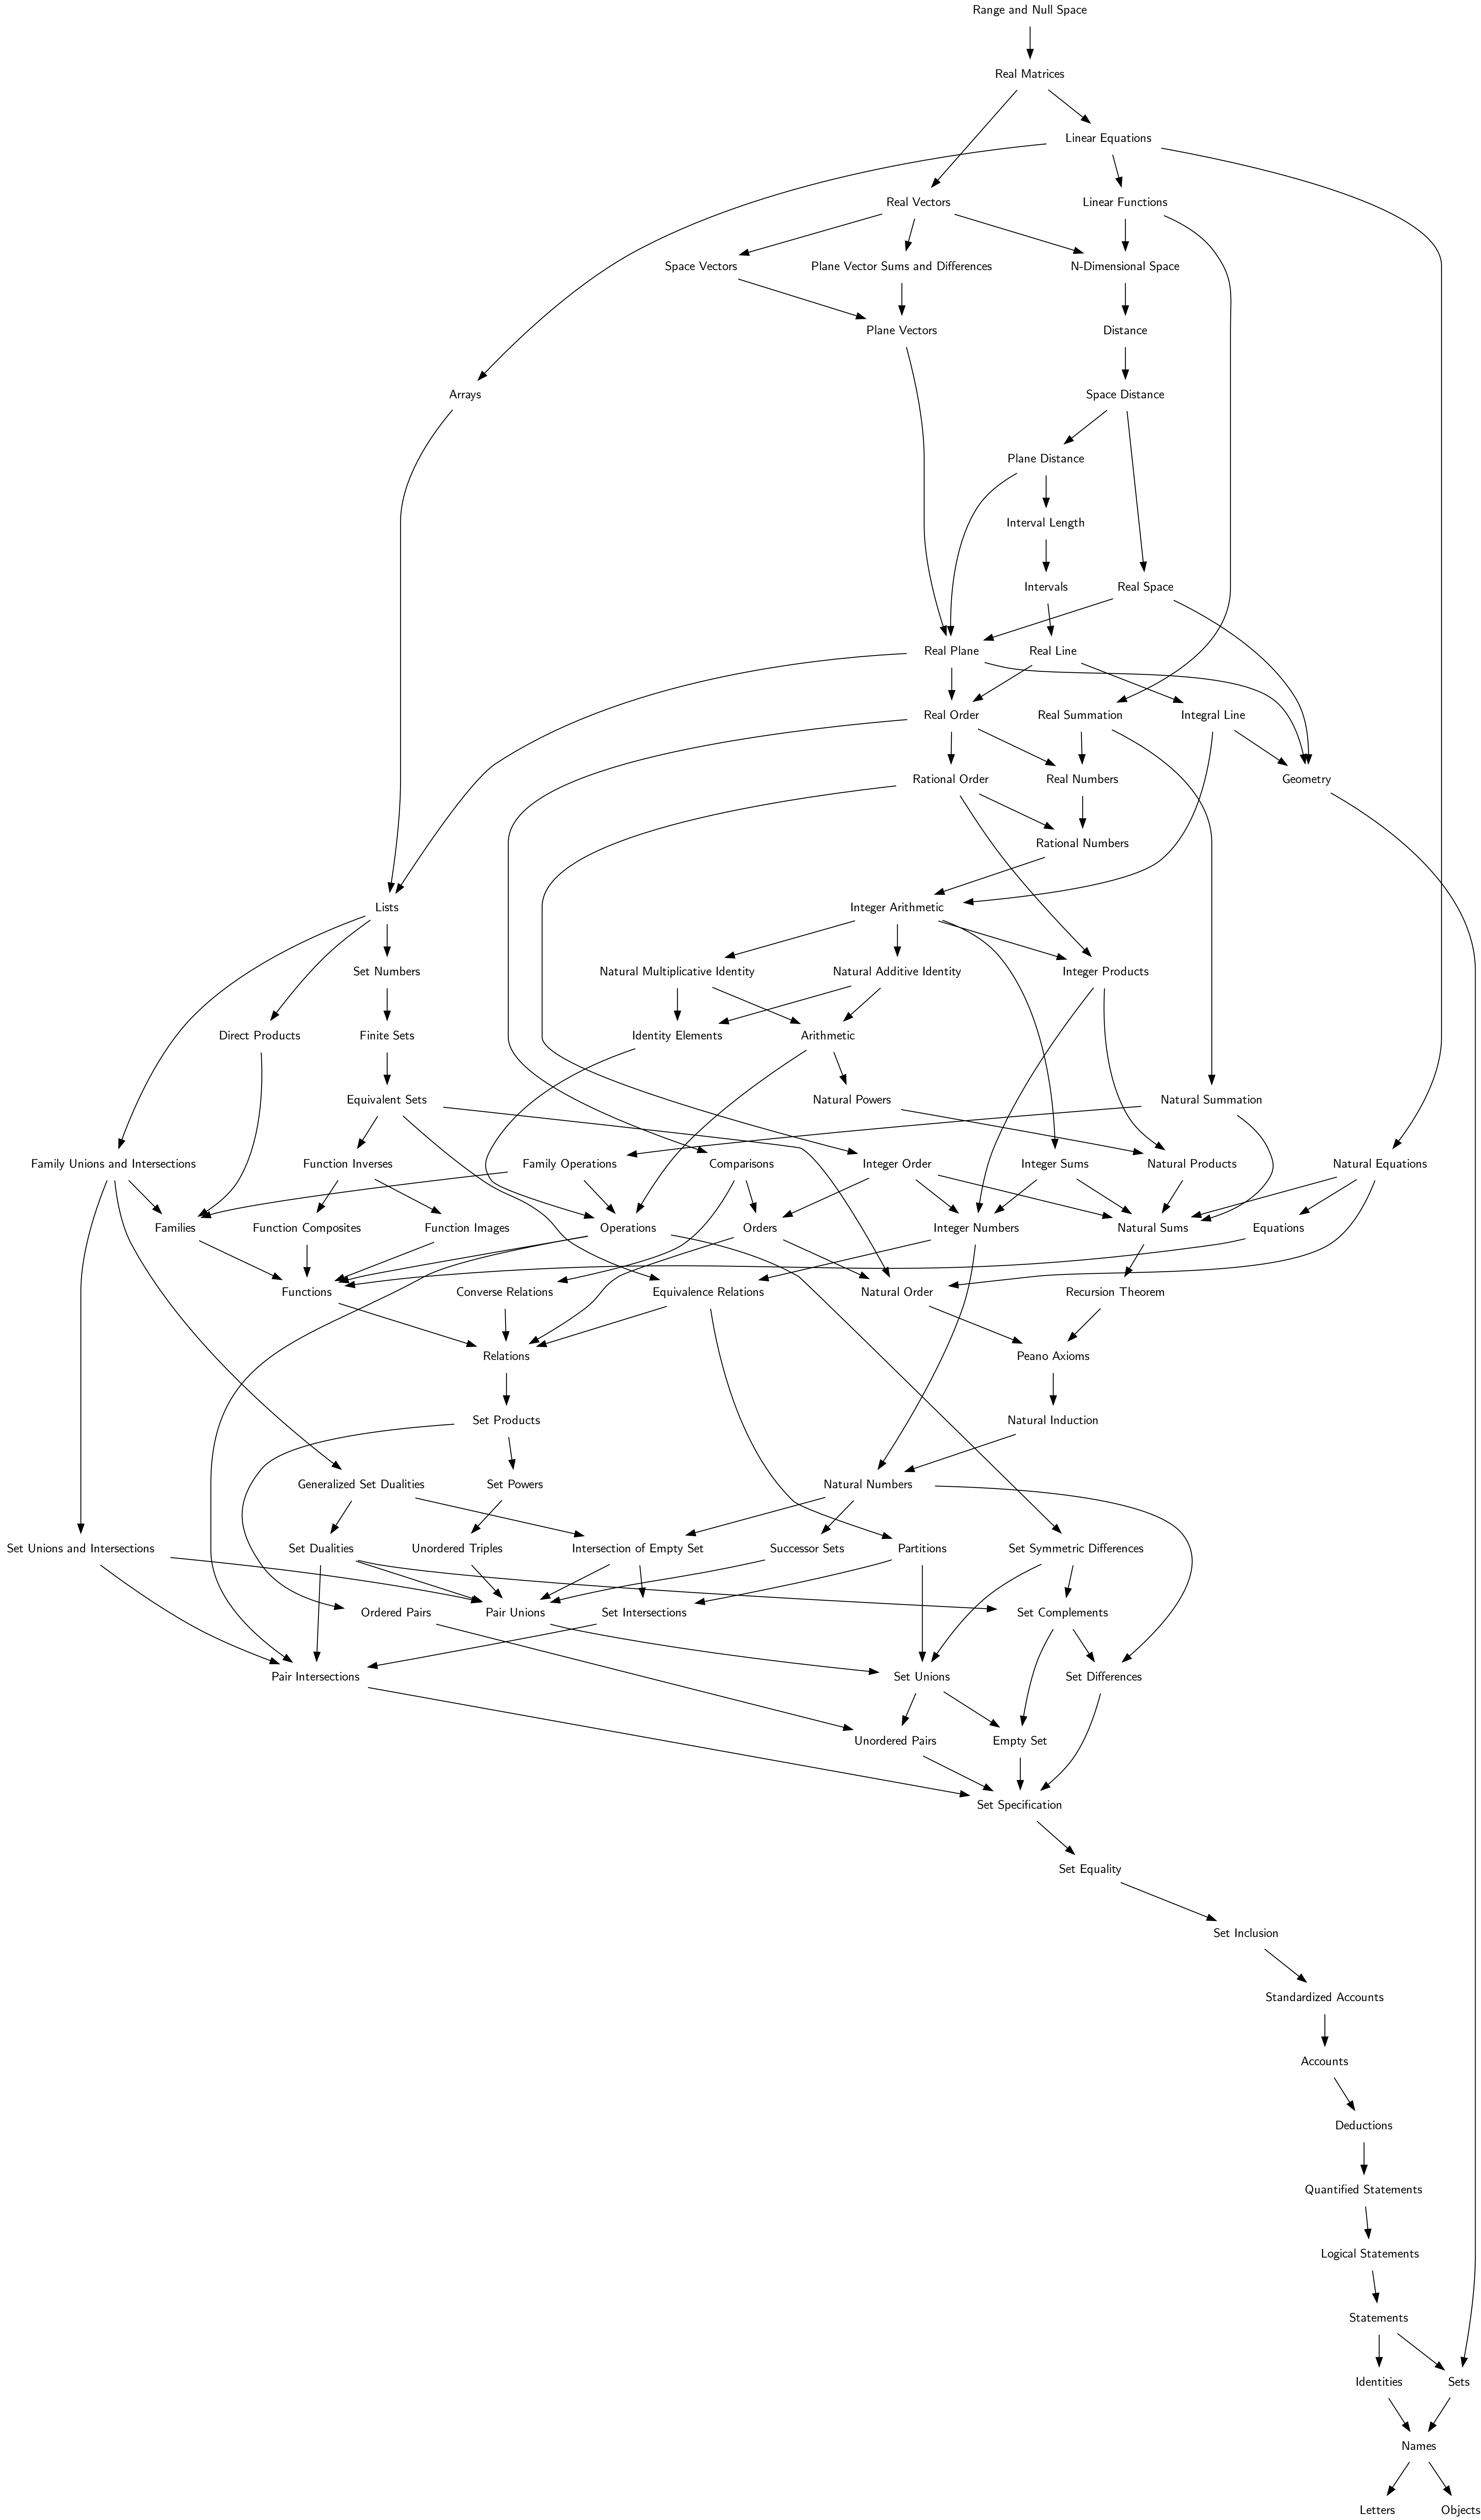 Range and Null Space
Real Matrices
Linear Equations
Real Vectors
Linear Functions
Space Vectors
Plane Vector Sums and Differences
N-Dimensional Space
Plane Vectors
Distance
Arrays
Space Distance
Plane Distance
Interval Length
Intervals
Real Space
Real Plane
Real Line
Real Order
Real Summation
Integral Line
Rational Order
Real Numbers
Geometry
Rational Numbers
Lists
Integer Arithmetic
Set Numbers
Natural Multiplicative Identity
Natural Additive Identity
Integer Products
Direct Products
Finite Sets
Identity Elements
Arithmetic
Equivalent Sets
Natural Powers
Natural Summation
Family Unions and Intersections
Function Inverses
Family Operations
Comparisons
Integer Order
Integer Sums
Natural Products
Natural Equations
Families
Function Composites
Function Images
Operations
Orders
Integer Numbers
Natural Sums
Equations
Functions
Converse Relations
Equivalence Relations
Natural Order
Recursion Theorem
Relations
Peano Axioms
Set Products
Natural Induction
Generalized Set Dualities
Set Powers
Natural Numbers
Set Unions and Intersections
Set Dualities
Unordered Triples
Intersection of Empty Set
Successor Sets
Partitions
Set Symmetric Differences
Ordered Pairs
Pair Unions
Set Intersections
Set Complements
Pair Intersections
Set Unions
Set Differences
Unordered Pairs
Empty Set
Set Specification
Set Equality
Set Inclusion
Standardized Accounts
Accounts
Deductions
Quantified Statements
Logical Statements
Statements
Identities
Sets
Names
Letters
Objects